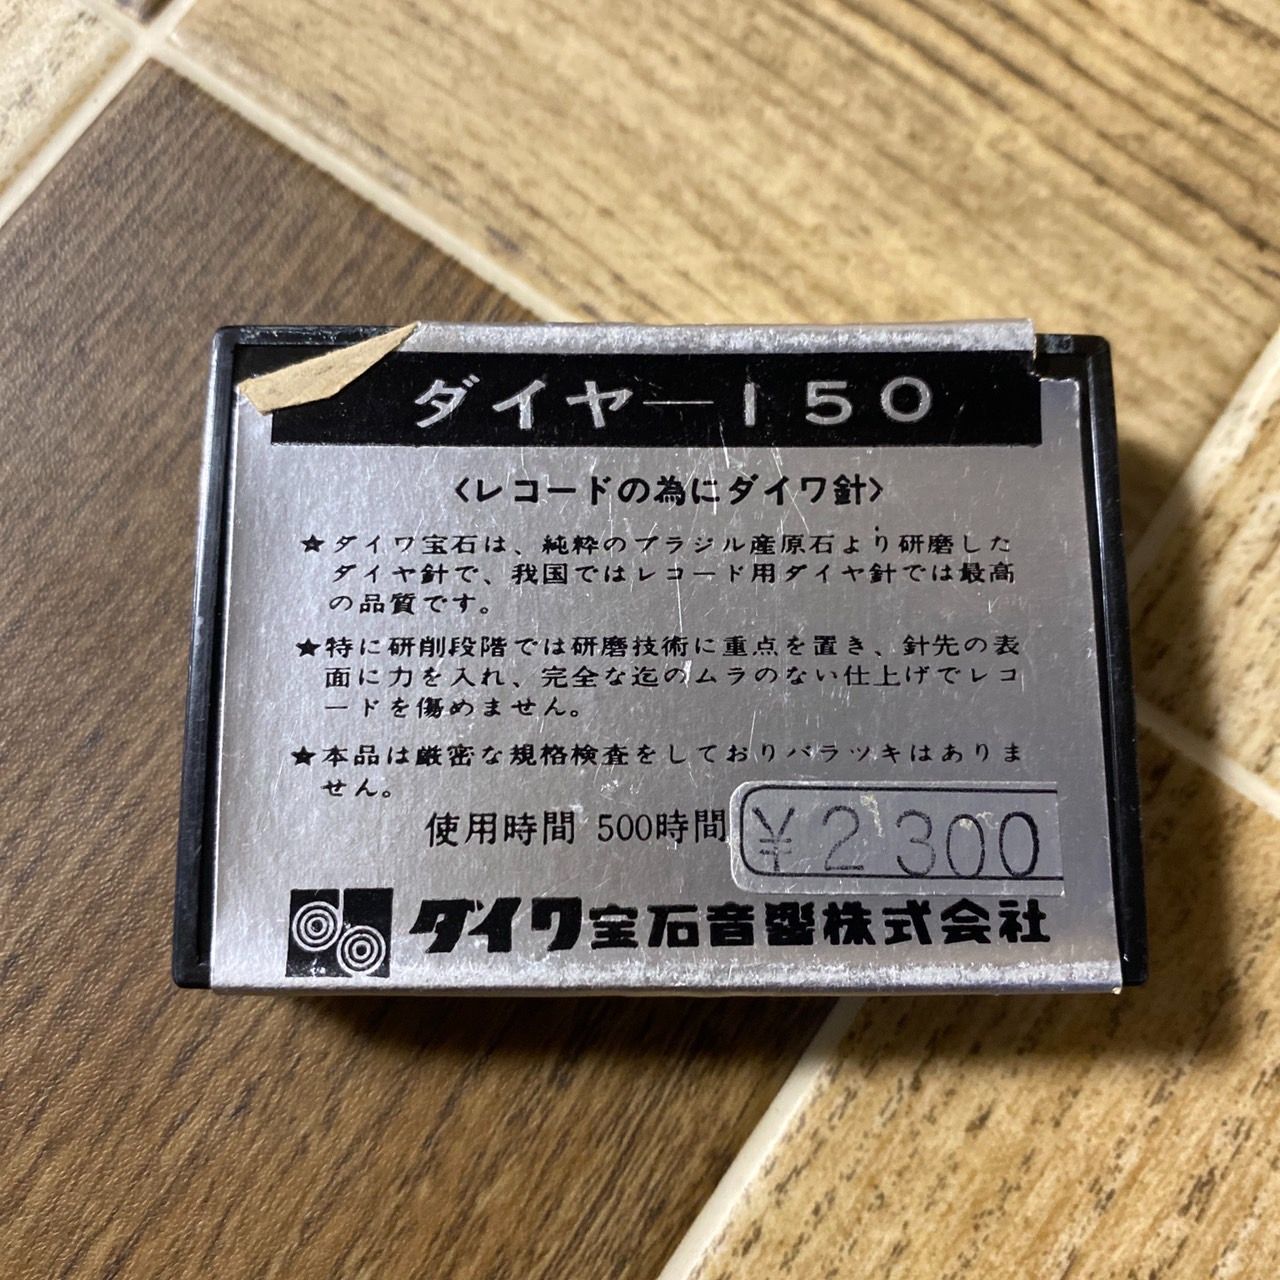 ダイヤ―150
〈レコードの為にダイワ針〉
★ダイワ宝石は、純粋のブラジル産原石より研磨した
ダイヤ針で、我国ではレコード用ダイヤ針では最高
の品質です。
★特に研削段階では研磨技術に重点を置き、針先の表
面に力を入れ、完全な迄のムラのない仕上げでレコ
ードを傷めません。
★本品は厳密な規格検査をしておりバラツキはありま
せん。
使用時間 500時間
¥2300
ダイワ宝石音響株式会社